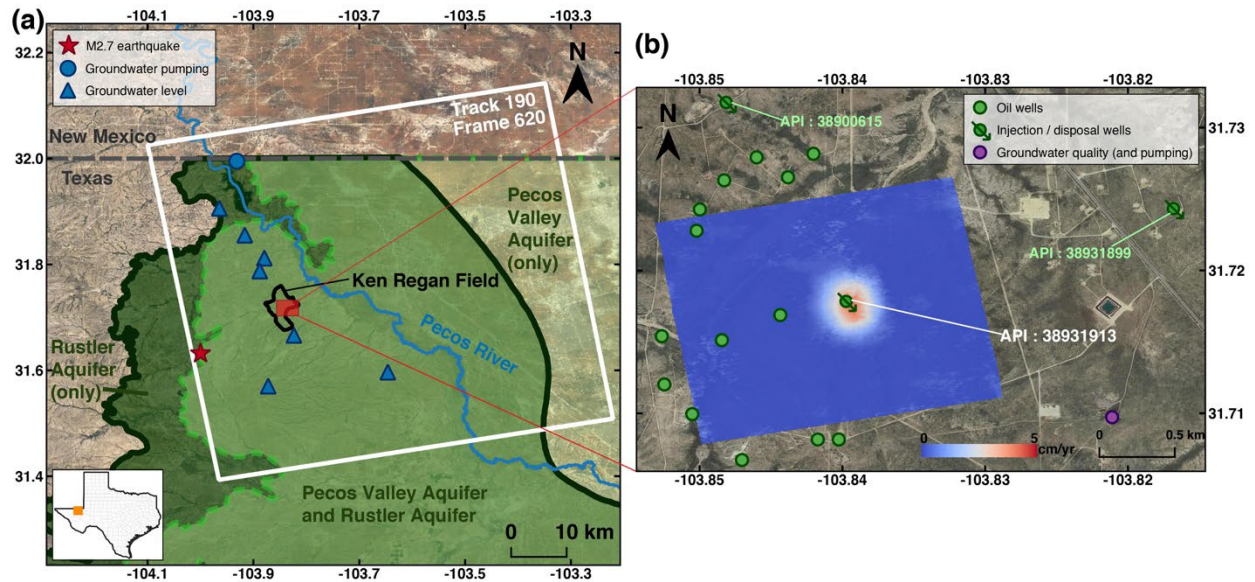 (a)
-104.1 -103.9 -103.7 -103.5 -103.3
32.2
32.0
31.8
31.6
31.4
M2.7 earthquake
Groundwater pumping
Groundwater level
N
Track 190
Frame 620
New Mexico
Texas
Pecos
Valley
Aquifer
(only)
Ken Regan Field
Pecos River
Rustler
Aquifer
(only)
Pecos Valley Aquifer
and Rustler Aquifer
0 10 km
-104.1 -103.9 -103.7 -103.5 -103.3
(b)
-103.85 -103.84 -103.83 -103.82
N
API : 38900615
Oil wells
Injection / disposal wells
Groundwater quality (and pumping)
31.73
31.72
31.71
API : 38931899
API : 38931913
0 5
cm/yr
0 0.5 km
-103.85 -103.84 -103.83 -103.82